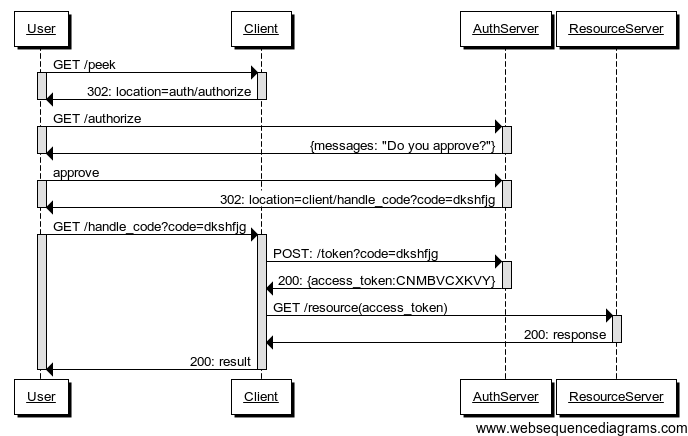 User Client AuthServer ResourceServer
GET /peek
302: location=auth/authorize
GET /authorize
{messages: "Do you approve?"}
approve
302: location=client/handle_code?code=dkshfjg
GET /handle_code?code=dkshfjg
POST: /token?code=dkshfjg
200: {access_token:CNMBVCXKVY}
GET /resource(access_token)
200: response
200: result
User Client AuthServer ResourceServer
www.websequencediagrams.com